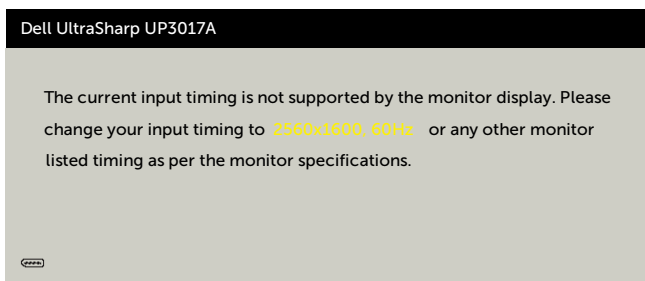 Dell UltraSharp UP3017A
The current input timing is not supported by the monitor display. Please
change your input timing to 2560x1600, 60Hz or any other monitor
listed timing as per the monitor specifications.